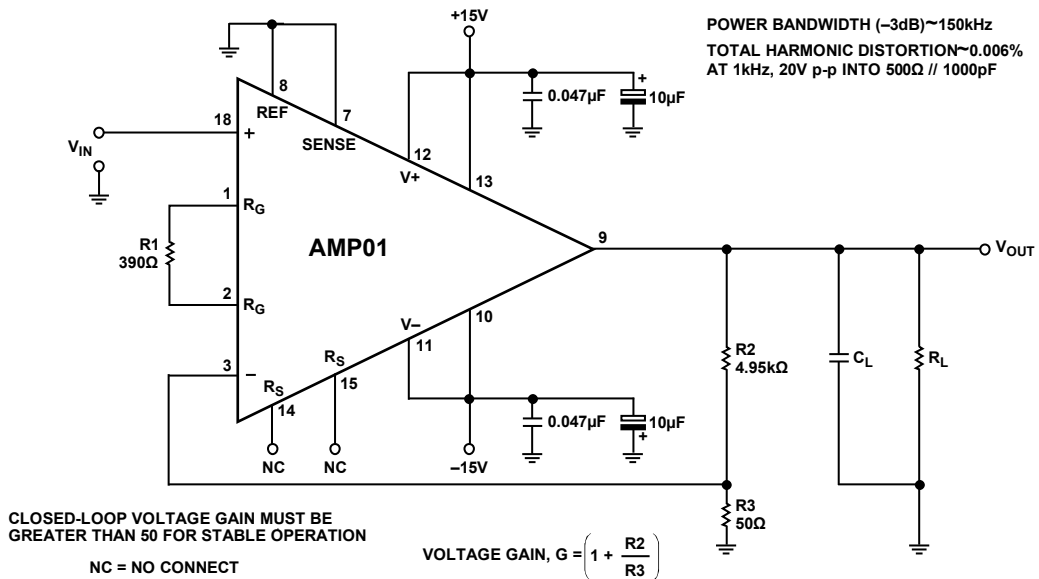 +15V
POWER BANDWIDTH (–3dB)~150kHz
TOTAL HARMONIC DISTORTION~0.006%
AT 1kHz, 20V p-p INTO 500Ω // 1000pF
8
REF
7
SENSE
0.047µF
+
10µF
18
+
VIN
12
V+
13
1
RG
R1
390Ω
AMP01
9
VOUT
2
RG
10
V–
11
R2
4.95kΩ
CL
RL
3
–
RS
15
RS
14
0.047µF
10µF
+
NC
NC
–15V
R3
50Ω
CLOSED-LOOP VOLTAGE GAIN MUST BE
GREATER THAN 50 FOR STABLE OPERATION
NC = NO CONNECT
VOLTAGE GAIN, G = (1 + R2/R3)